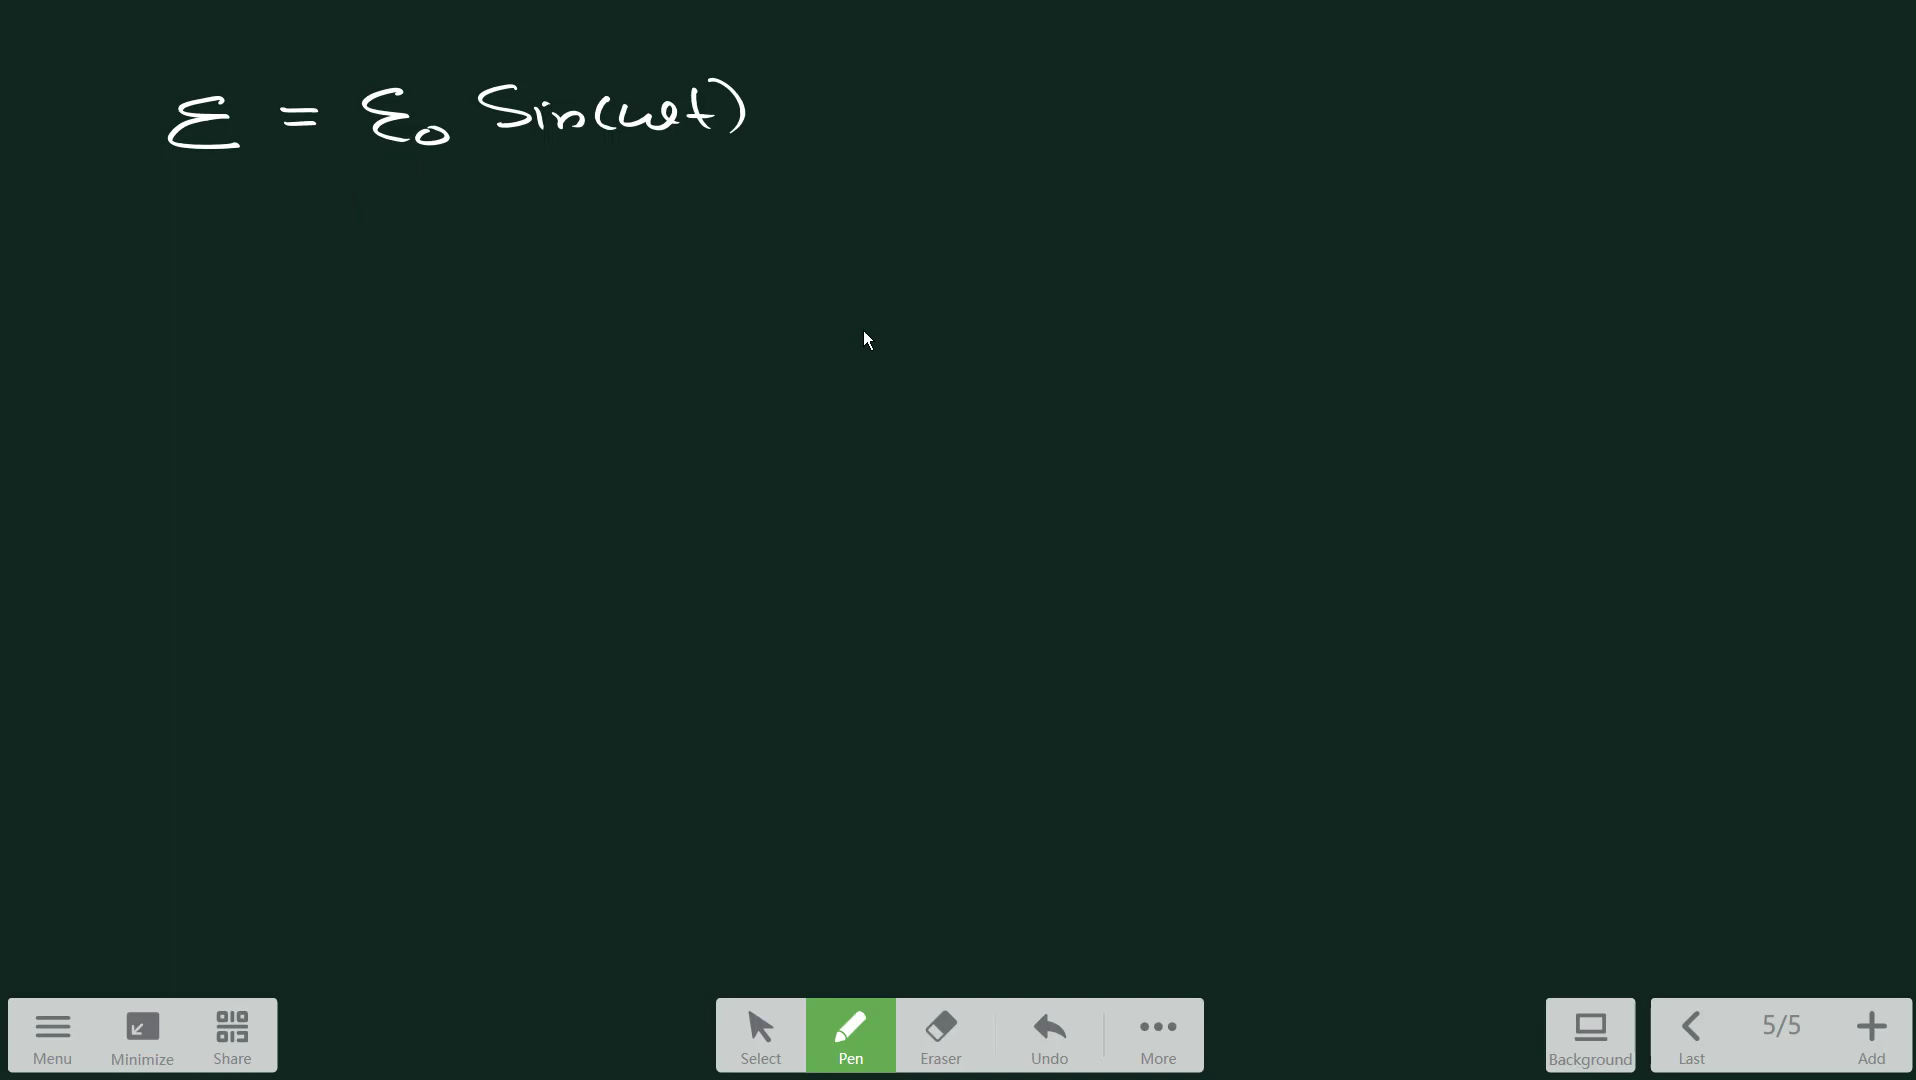 ε = ε₀ Sin(ωt)
Menu Minimize Share Select Pen Eraser Undo More Background Last 5/5 Add